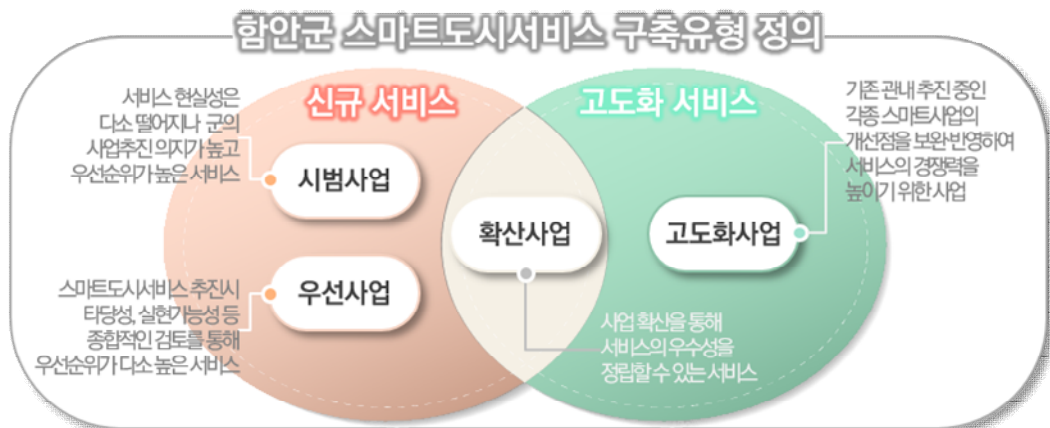 함안군 스마트도시서비스 구축유형 정의
신규 서비스
고도화 서비스
서비스 현실성은
다소 떨어지나 군의
사업추진 의지가 높고
우선순위가 높은 서비스
시범사업
스마트도시서비스 추진시
타당성, 실현가능성 등
종합적인 검토를 통해
우선순위가 다소 높은 서비스
우선사업
확산사업
사업 확산을 통해
서비스의 우수성을
정립할 수 있는 서비스
고도화사업
기존 관내 추진 중인
각종 스마트사업의
개선점을 보완·반영하여
서비스의 경쟁력을
높이기 위한 사업